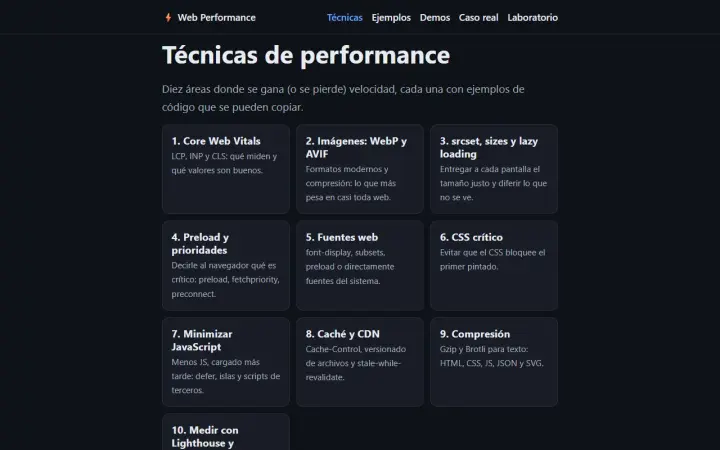 Web Performance
Técnicas Ejemplos Demos Caso real Laboratorio
Técnicas de performance
Diez áreas donde se gana (o se pierde) velocidad, cada una con ejemplos de
código que se pueden copiar.
1. Core Web Vitals
LCP, INP y CLS: qué miden y
qué valores son buenos.
2. Imágenes: WebP y
AVIF
Formatos modernos y
compresión: lo que más
pesa en casi toda web.
3. srcset, sizes y lazy
loading
Entregar a cada pantalla el
tamaño justo y diferir lo que
no se ve.
4. Preload y
prioridades
Decirle al navegador qué es
crítico: preload, fetchpriority,
preconnect.
5. Fuentes web
font-display, subsets,
preload o directamente
fuentes del sistema.
6. CSS crítico
Evitar que el CSS bloquee el
primer pintado.
7. Minimizar
JavaScript
Menos JS, cargado más
tarde: defer, islas y scripts de
terceros.
8. Caché y CDN
Cache-Control, versionado
de archivos y stale-while-
revalidate.
9. Compresión
Gzip y Brotli para texto:
HTML, CSS, JS, JSON y SVG.
10. Medir con
Lighthouse y